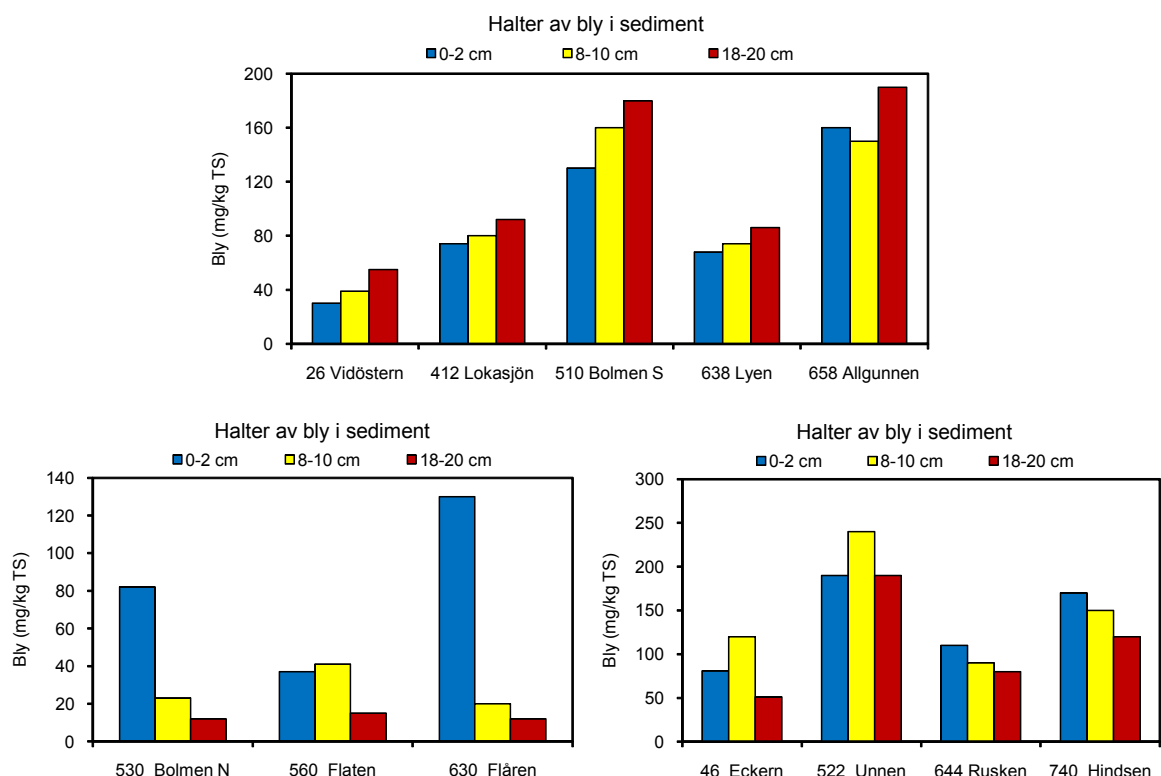 Halter av bly i sediment
0-2 cm 8-10 cm 18-20 cm
200
160
120
80
40
0
Bly (mg/kg TS)
26 Vidöstern 412 Lokasjön 510 Bolmen S 638 Lyen 658 Allgunnen
Halter av bly i sediment
0-2 cm 8-10 cm 18-20 cm
140
120
100
80
60
40
20
0
Bly (mg/kg TS)
530 Bolmen N 560 Flaten 630 Flåren
Halter av bly i sediment
0-2 cm 8-10 cm 18-20 cm
300
250
200
150
100
50
0
Bly (mg/kg TS)
46 Eckern 522 Unnen 644 Rusken 740 Hindsen